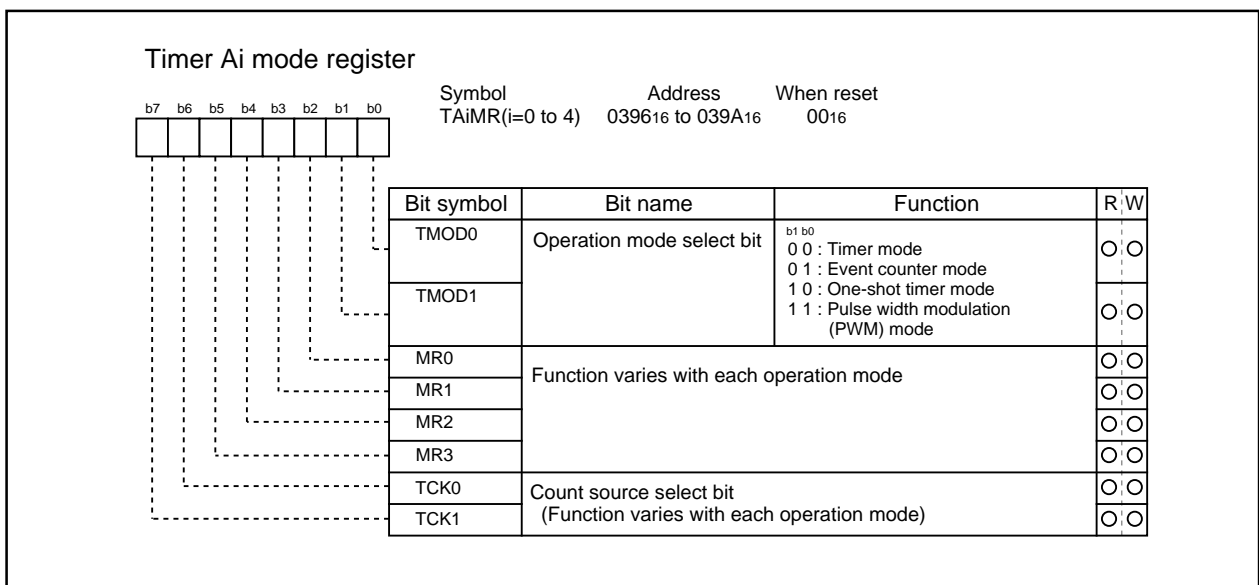 Timer Ai mode register
Symbol Address When reset
b7 b6 b5 b4 b3 b2 b1 b0
TAiMR(i=0 to 4) 039616 to 039A16 0016
Bit symbol Bit name Function R W
TMOD0 Operation mode select bit b1 b0
0 0 : Timer mode
0 1 : Event counter mode
TMOD1 1 0 : One-shot timer mode
1 1 : Pulse width modulation
(PWM) mode
MR0
Function varies with each operation mode
MR1
MR2
MR3
TCK0 Count source select bit
TCK1 (Function varies with each operation mode)